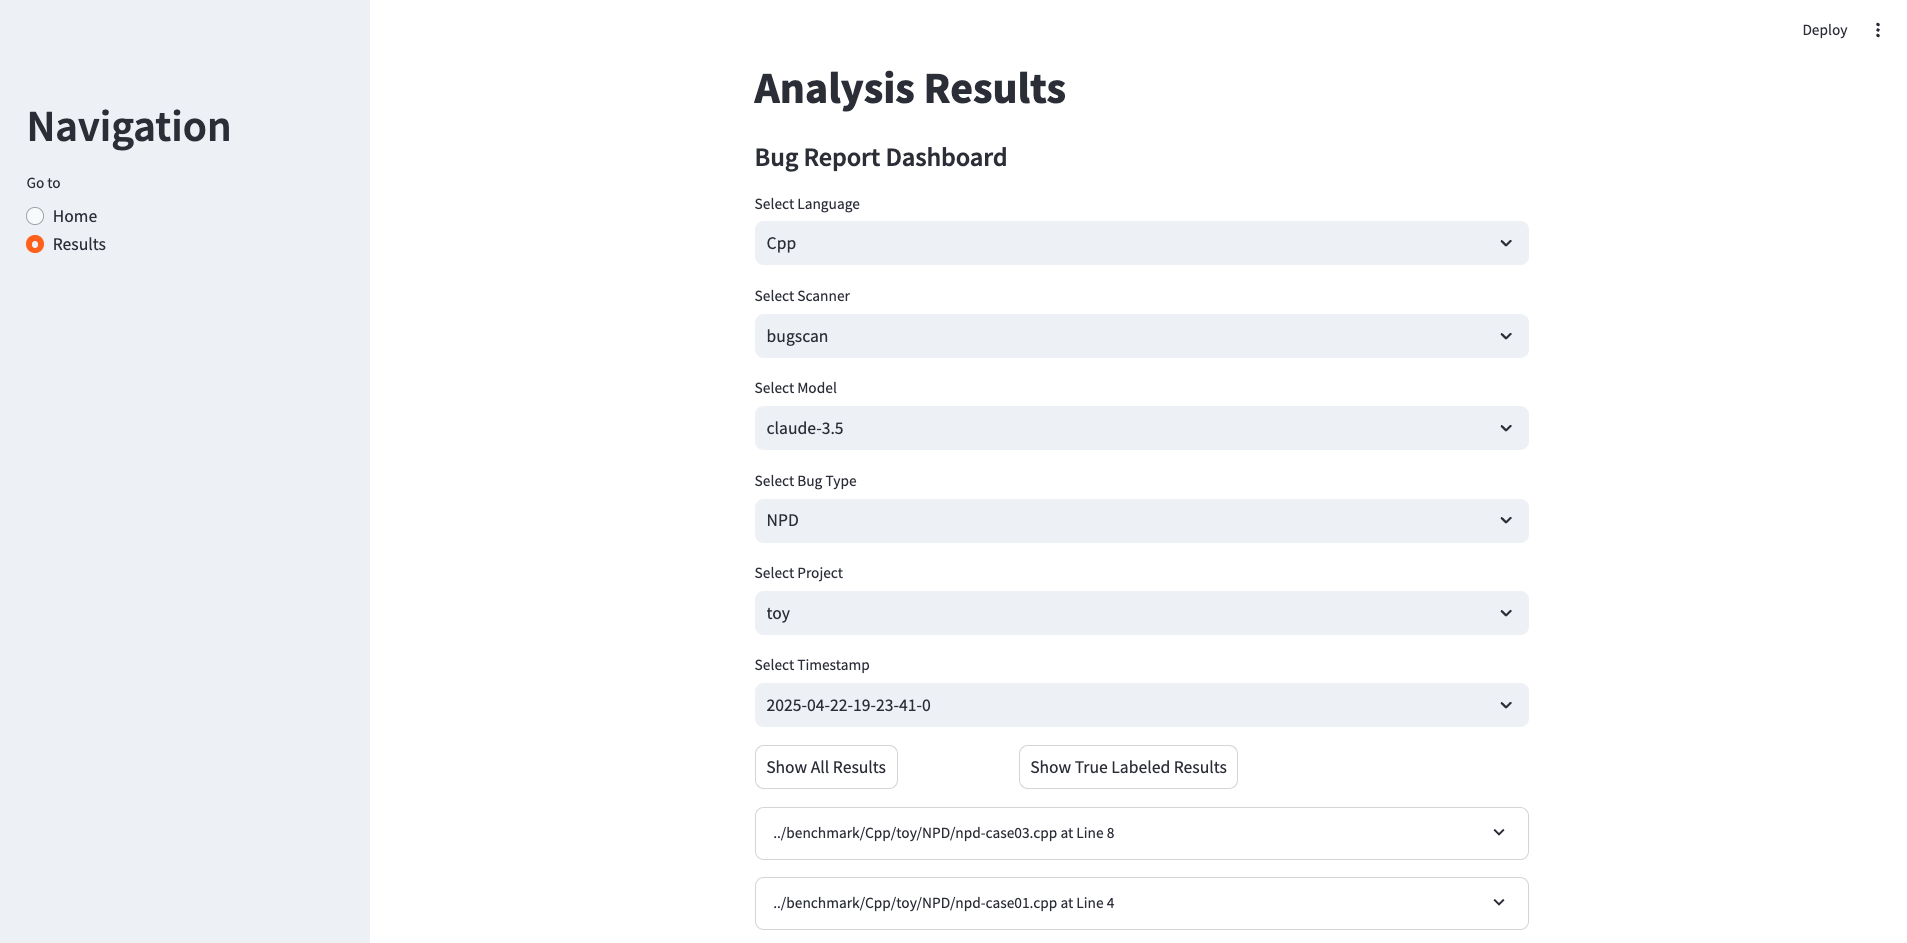 Deploy
Navigation
Go to
Home
Results
Analysis Results
Bug Report Dashboard
Select Language
Cpp
Select Scanner
bugscan
Select Model
claude-3.5
Select Bug Type
NPD
Select Project
toy
Select Timestamp
2025-04-22-19-23-41-0
Show All Results
Show True Labeled Results
../benchmark/Cpp/toy/NPD/npd-case03.cpp at Line 8
../benchmark/Cpp/toy/NPD/npd-case01.cpp at Line 4